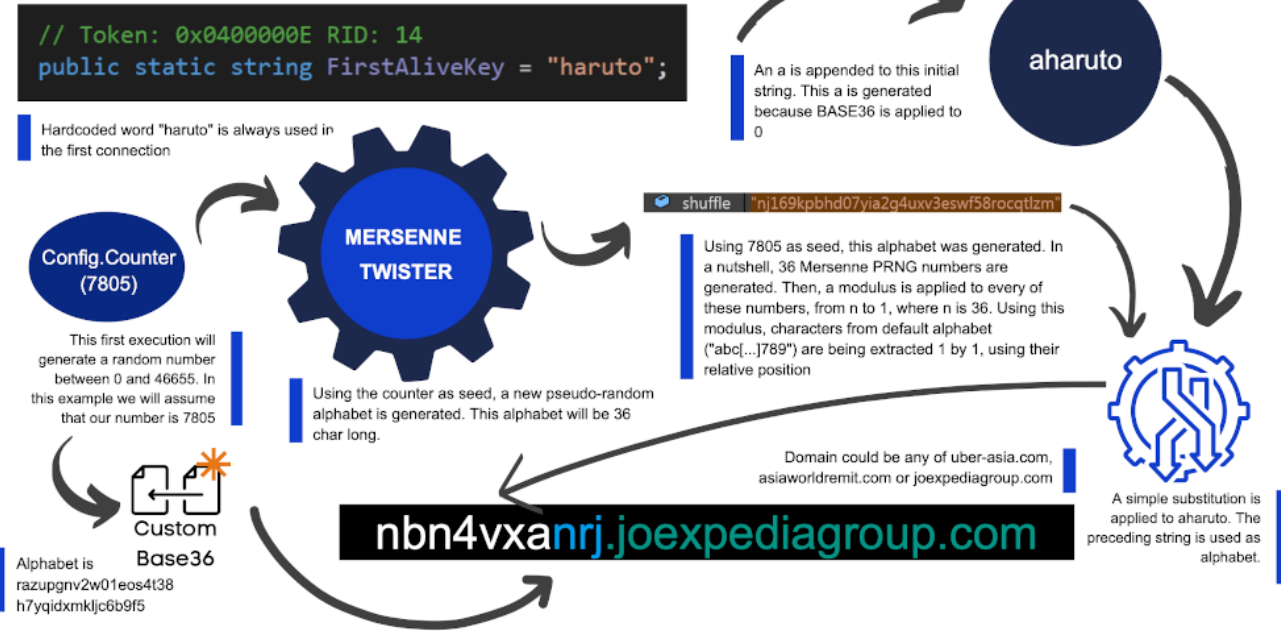 // Token: 0x0400000E RID: 14
public static string FirstAliveKey = "haruto";
Hardcoded word "haruto" is always used in
the first connection
An a is appended to this initial
string. This a is generated
because BASE36 is applied to
0
aharuto
Config.Counter
(7805)
MERSENNE
TWISTER
shuffle "nj169kpbhd07yia2g4uxv3eswf58rocqtlzm"
This first execution will
generate a random number
between 0 and 46655. In
this example we will assume
that our number is 7805
Using the counter as seed, a new pseudo-random
alphabet is generated. This alphabet will be 36
char long.
Using 7805 as seed, this alphabet was generated. In
a nutshell, 36 Mersenne PRNG numbers are
generated. Then, a modulus is applied to every of
these numbers, from n to 1, where n is 36. Using this
modulus, characters from default alphabet
("abc[...]789") are being extracted 1 by 1, using their
relative position
Custom
Base36
Alphabet is
razupgnv2w01eos4t38
h7yqidxmkljc6b9f5
Domain could be any of uber-asia.com,
asiaworldremit.com or joexpediagroup.com
nbn4vxanrj.joexpediagroup.com
A simple substitution is
applied to aharuto. The
preceding string is used as
alphabet.